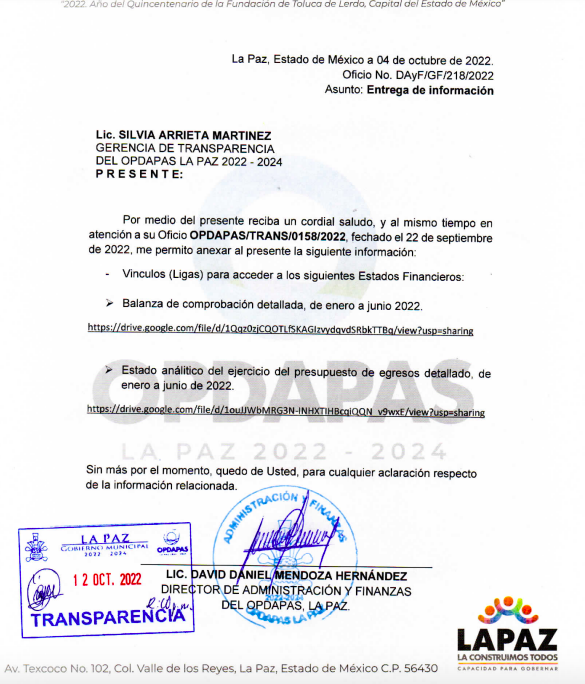 "2022. Año del Quincentenario de la Fundación de Toluca de Lerdo, Capital del Estado de México"
La Paz, Estado de México a 04 de octubre de 2022.
Oficio No. DAyF/GF/218/2022
Asunto: Entrega de información
Lic. SILVIA ARRIETA MARTINEZ
GERENCIA DE TRANSPARENCIA
DEL OPDAPAS LA PAZ 2022 - 2024
P R E S E N T E:
Por medio del presente reciba un cordial saludo, y al mismo tiempo en
atención a su Oficio OPDAPAS/TRANS/0158/2022, fechado el 22 de septiembre
de 2022, me permito anexar al presente la siguiente información:
- Vinculos (Ligas) para acceder a los siguientes Estados Financieros:
➢ Balanza de comprobación detallada, de enero a junio 2022.
https://drive.google.com/file/d/1Qqz0zjCQOTLfSKAGIzvydqvdSRbkTTBq/view?usp=sharing
➢ Estado análitico del ejercicio del presupuesto de egresos detallado, de
enero a junio de 2022.
https://drive.google.com/file/d/1ouJJWbMRG3N-INHXTIHBcqiQQN_v9wxE/view?usp=sharing
OPDAPAS
LA PAZ 2022 - 2024
Sin más por el momento, quedo de Usted, para cualquier aclaración respecto
de la información relacionada.
ADMINISTRACIÓN Y FINANZAS
LA PAZ
GOBIERNO MUNICIPAL
2022 2024
OPDAPAS
12 OCT. 2022
TRANSPARENCIA
LIC. DAVID DANIEL MENDOZA HERNÁNDEZ
DIRECTOR DE ADMINISTRACIÓN Y FINANZAS
DEL OPDAPAS, LA PAZ.
2022-2024
OPDAPAS LA PAZ
LAPAZ
LA CONSTRUIMOS TODOS
CAPACIDAD PARA GOBERNAR
Av. Texcoco No. 102, Col. Valle de los Reyes, La Paz, Estado de México C.P. 56430